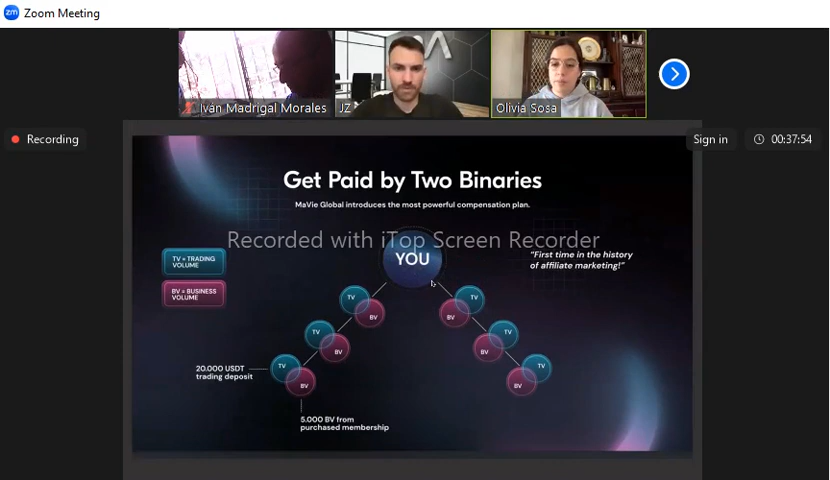 zm Zoom Meeting
Iván Madrigal Morales
JZ
Olivia Sosa
Recording
Sign in
00:37:54
Get Paid by Two Binaries
MaVie Global introduces the most powerful compensation plan.
Recorded with iTop Screen Recorder
TV = TRADING
VOLUME
BV = BUSINESS
VOLUME
YOU
"First time in the history
of affiliate marketing!"
TV
BV
TV
BV
TV
BV
TV
BV
TV
BV
TV
BV
20.000 USDT
trading deposit
5.000 BV from
purchased membership